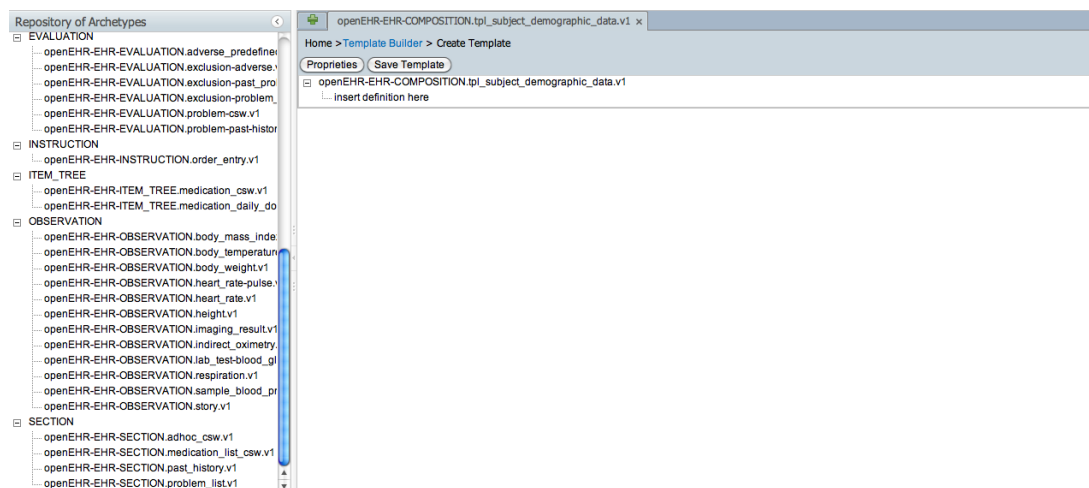 Repository of Archetypes
EVALUATION
openEHR-EHR-EVALUATION.adverse_predefine
openEHR-EHR-EVALUATION.exclusion-adverse.
openEHR-EHR-EVALUATION.exclusion-past_pro
openEHR-EHR-EVALUATION.exclusion-problem_
openEHR-EHR-EVALUATION.problem-csw.v1
openEHR-EHR-EVALUATION.problem-past-histor
INSTRUCTION
openEHR-EHR-INSTRUCTION.order_entry.v1
ITEM_TREE
openEHR-EHR-ITEM_TREE.medication_csw.v1
openEHR-EHR-ITEM_TREE.medication_daily_do
OBSERVATION
openEHR-EHR-OBSERVATION.body_mass_inde
openEHR-EHR-OBSERVATION.body_temperature
openEHR-EHR-OBSERVATION.body_weight.v1
openEHR-EHR-OBSERVATION.heart_rate-pulse.
openEHR-EHR-OBSERVATION.heart_rate.v1
openEHR-EHR-OBSERVATION.height.v1
openEHR-EHR-OBSERVATION.imaging_result.v1
openEHR-EHR-OBSERVATION.indirect_oximetry.
openEHR-EHR-OBSERVATION.lab_test-blood_gl
openEHR-EHR-OBSERVATION.respiration.v1
openEHR-EHR-OBSERVATION.sample_blood_pr
openEHR-EHR-OBSERVATION.story.v1
SECTION
openEHR-EHR-SECTION.adhoc_csw.v1
openEHR-EHR-SECTION.medication_list_csw.v1
openEHR-EHR-SECTION.past_history.v1
openEHR-EHR-SECTION.problem_list.v1
openEHR-EHR-COMPOSITION.tpl_subject_demographic_data.v1 x
Home >Template Builder > Create Template
Proprieties Save Template
openEHR-EHR-COMPOSITION.tpl_subject_demographic_data.v1
insert definition here